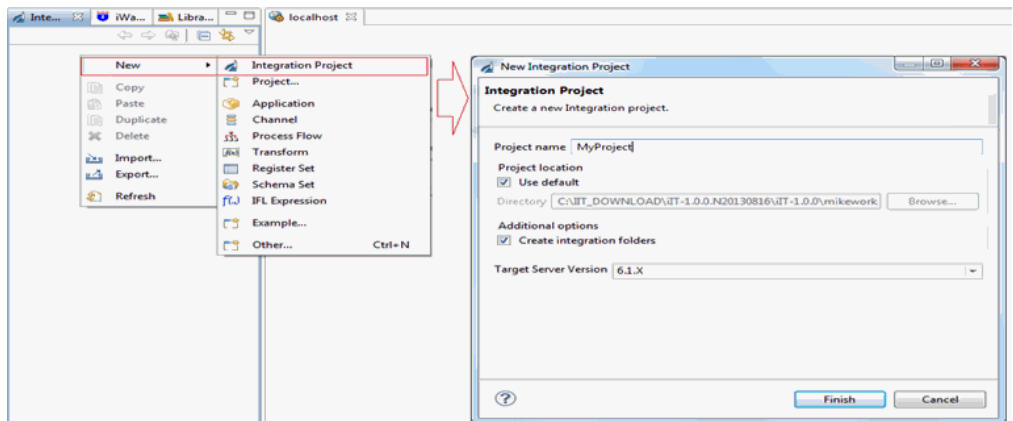 Inte...
iWa...
Libra...
localhost
New
Copy
Paste
Duplicate
Delete
Import...
Export...
Refresh
Integration Project
Project...
Application
Channel
Process Flow
Transform
Register Set
Schema Set
IFL Expression
Example...
Other... Ctrl+N
New Integration Project
Integration Project
Create a new Integration project.
Project name MyProject
Project location
Use default
Directory C:\IIT_DOWNLOAD\iIT-1.0.0.N20130816\iIT-1.0.0\mikework
Browse...
Additional options
Create integration folders
Target Server Version 6.1.X
Finish
Cancel